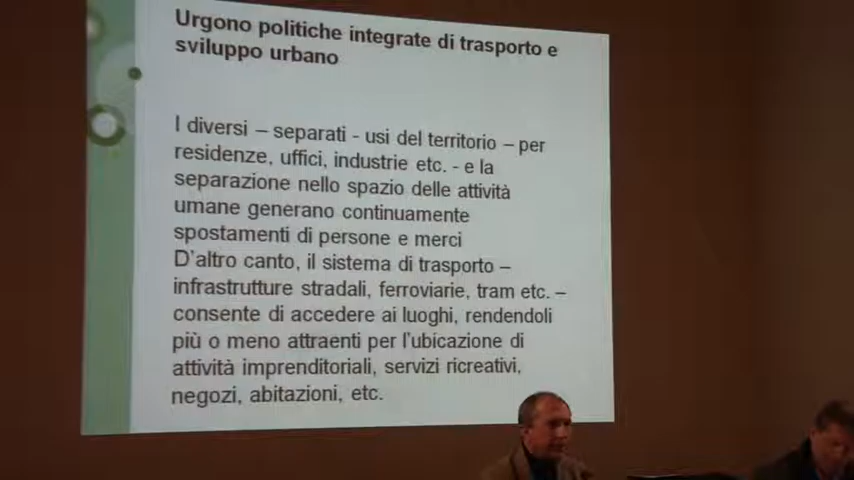 Urgono politiche integrate di trasporto e
sviluppo urbano
I diversi – separati - usi del territorio – per
residenze, uffici, industrie etc. - e la
separazione nello spazio delle attività
umane generano continuamente
spostamenti di persone e merci
D'altro canto, il sistema di trasporto –
infrastrutture stradali, ferroviarie, tram etc. –
consente di accedere ai luoghi, rendendoli
più o meno attraenti per l'ubicazione di
attività imprenditoriali, servizi ricreativi,
negozi, abitazioni, etc.